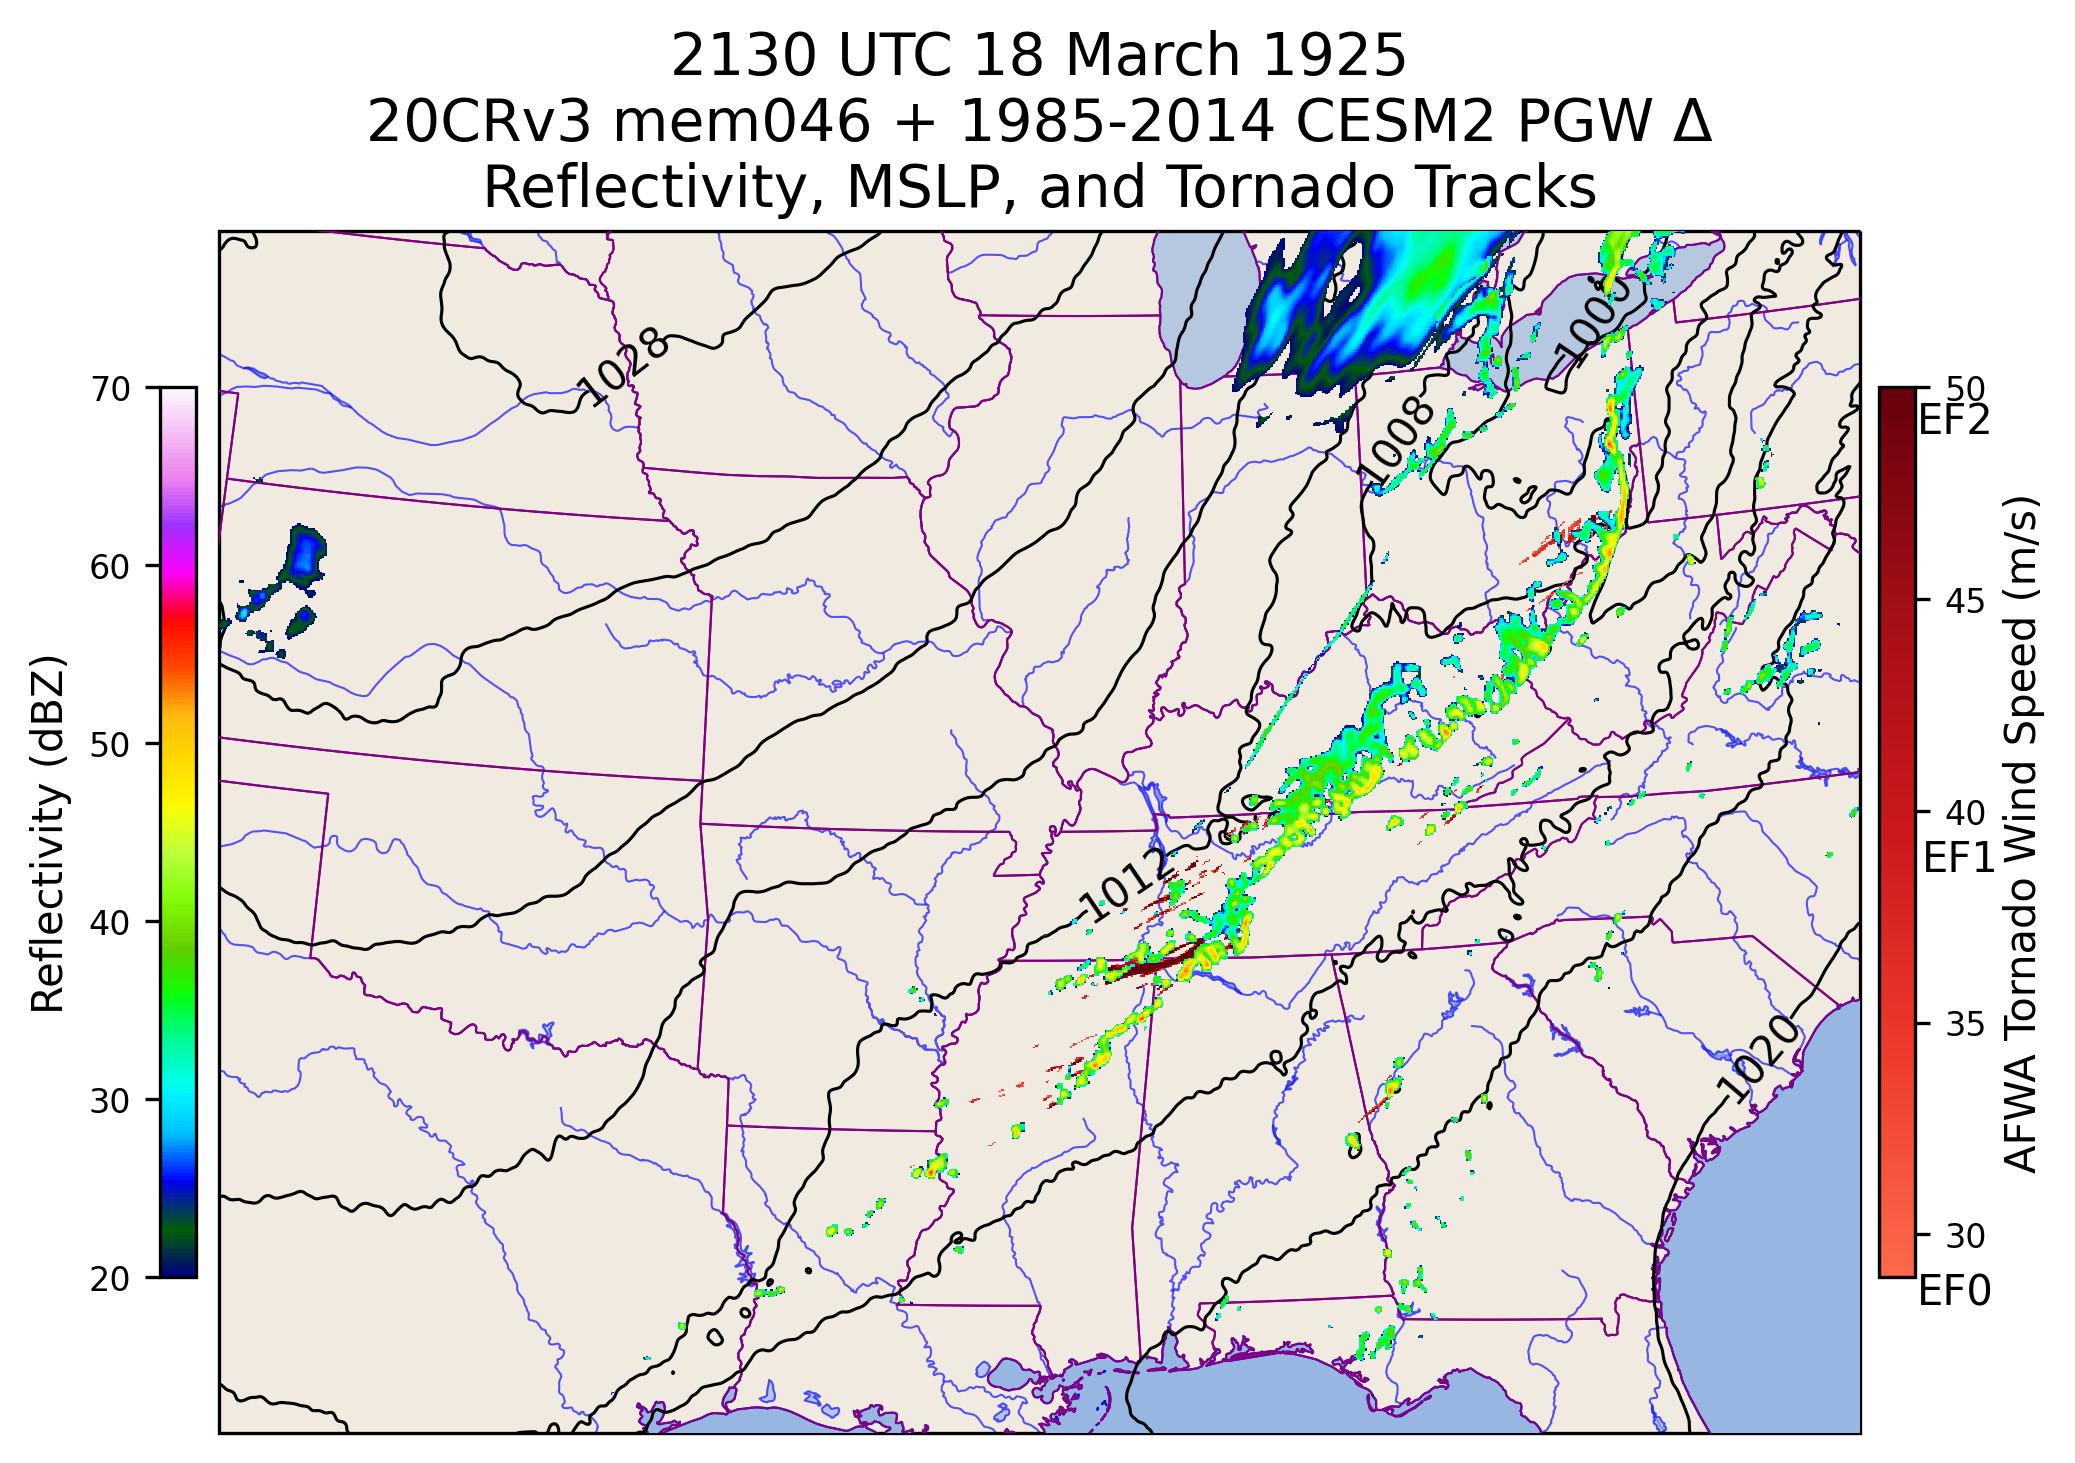 2130 UTC 18 March 1925
20CRv3 mem046 + 1985-2014 CESM2 PGW Δ
Reflectivity, MSLP, and Tornado Tracks
1028
1008
1012
1020
70
60
50
40
30
20
Reflectivity (dBZ)
50
EF2
45
40
EF1
35
30
EF0
AFWA Tornado Wind Speed (m/s)